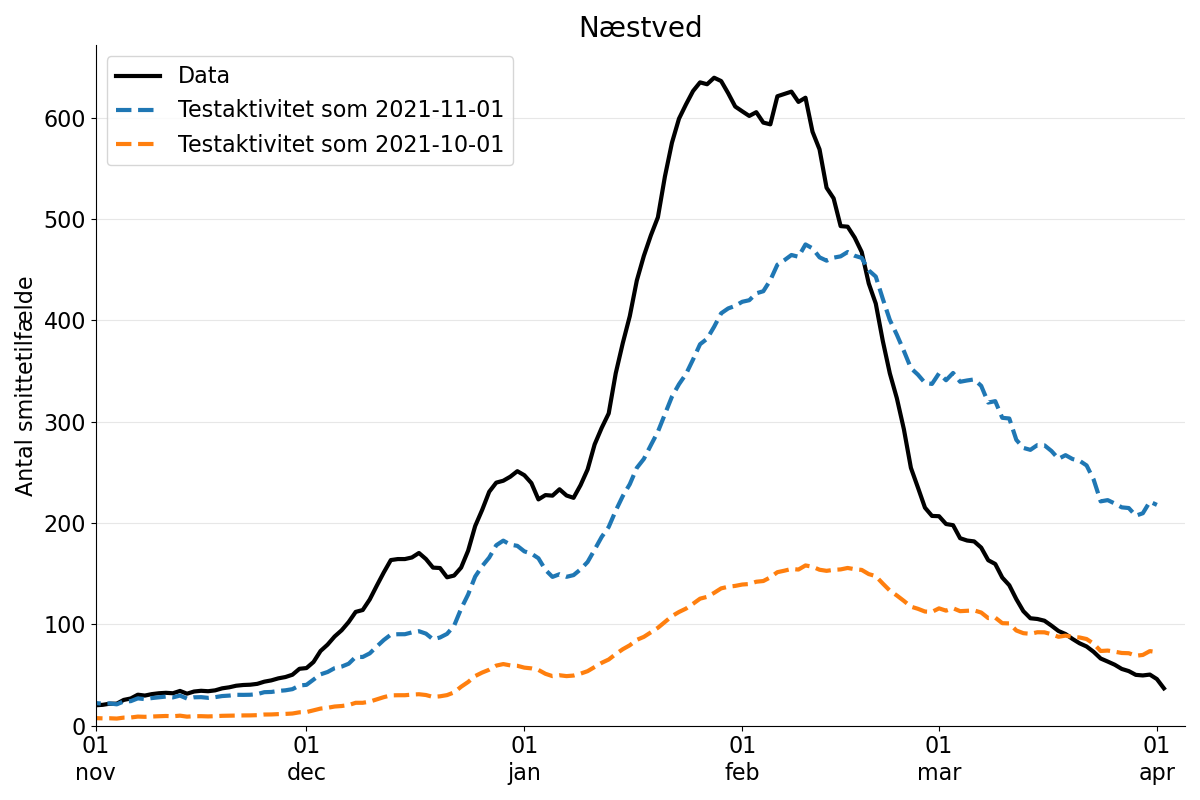 Næstved
Data
Testaktivitet som 2021-11-01
Testaktivitet som 2021-10-01
Antal smittetilfælde
600
500
400
300
200
100
0
01 01 01 01 01 01
nov dec jan feb mar apr